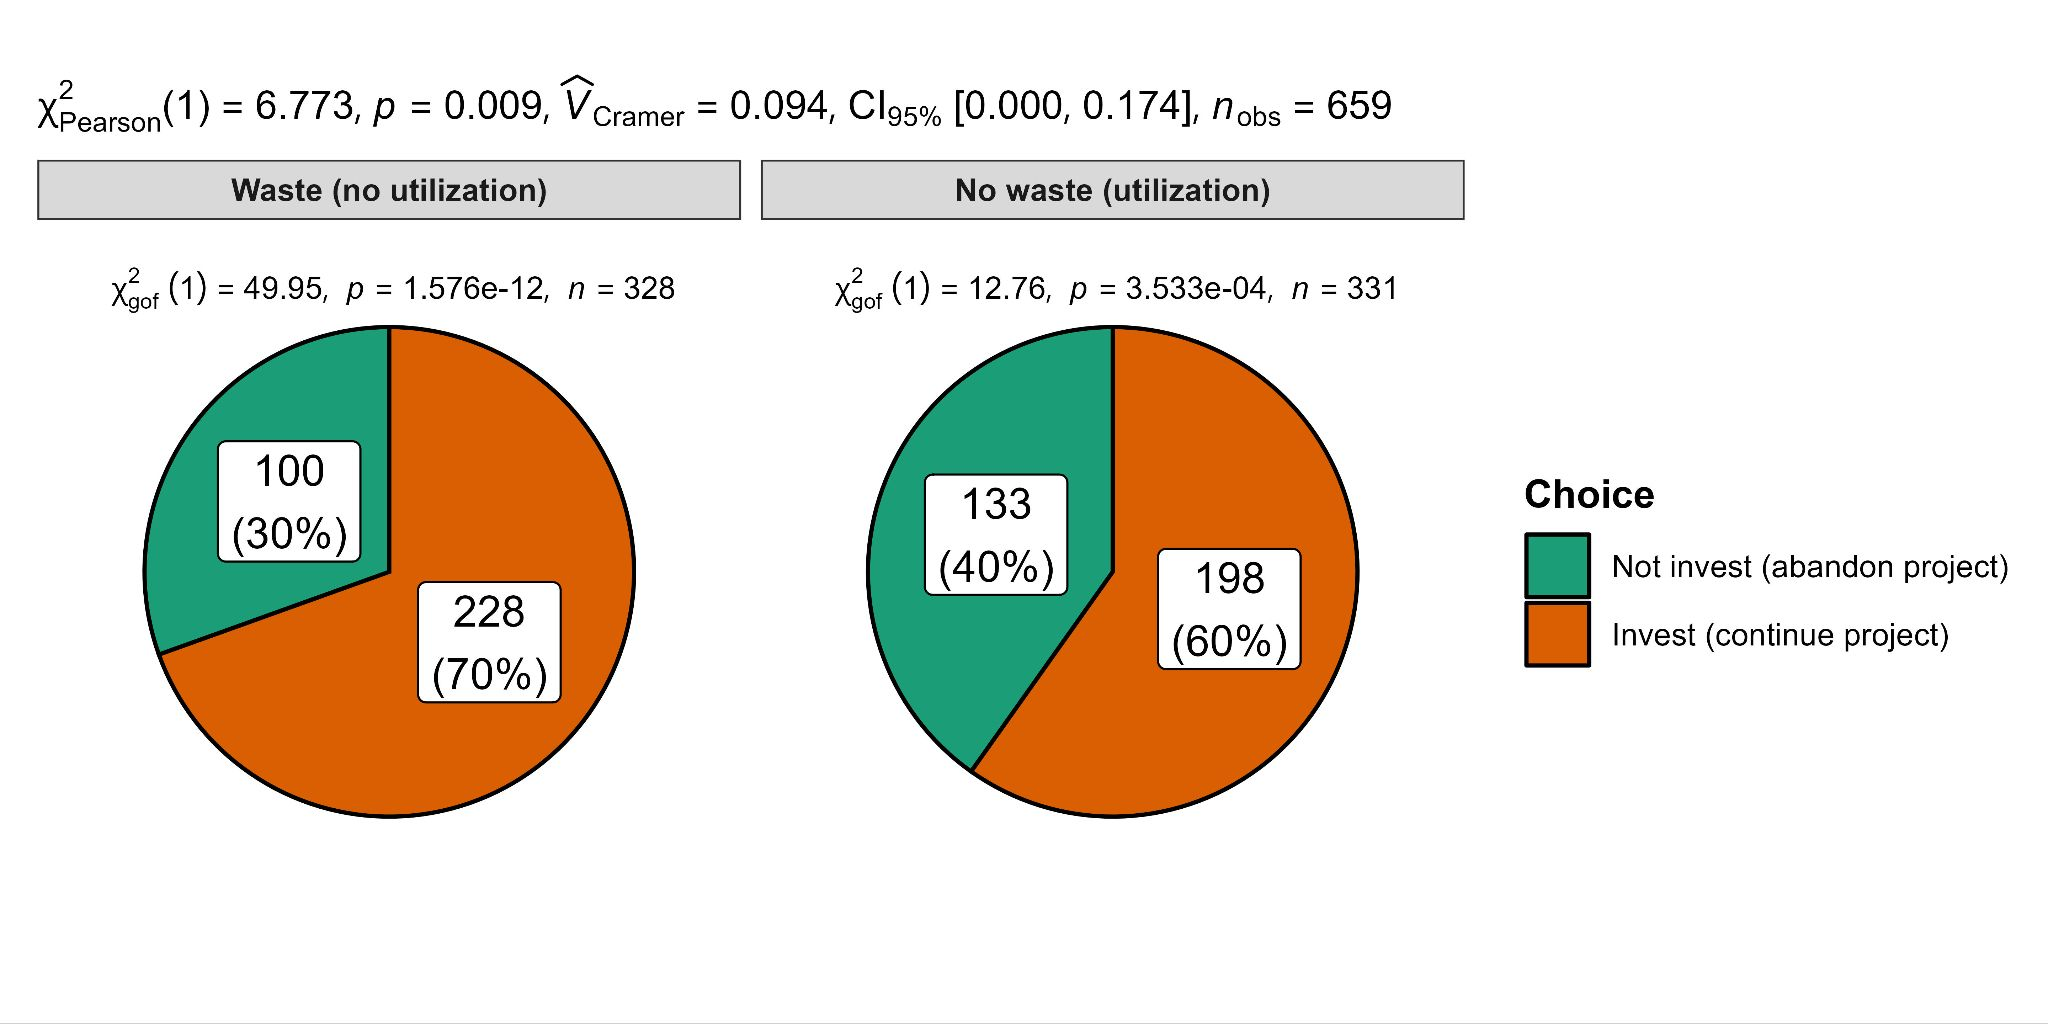 χ²Pearson(1) = 6.773, p = 0.009, V̂Cramer = 0.094, CI95% [0.000, 0.174], nobs = 659
Waste (no utilization)
χ²gof (1) = 49.95, p = 1.576e-12, n = 328
100
(30%)
228
(70%)
No waste (utilization)
χ²gof (1) = 12.76, p = 3.533e-04, n = 331
133
(40%)
198
(60%)
Choice
Not invest (abandon project)
Invest (continue project)